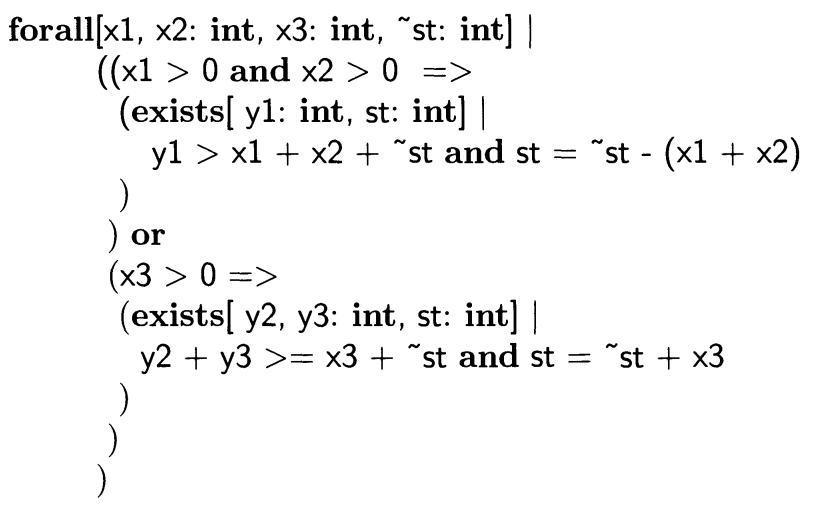 forall[x1, x2: int, x3: int, ~st: int] |
((x1 > 0 and x2 > 0 =>
(exists[ y1: int, st: int] |
y1 > x1 + x2 + ~st and st = ~st - (x1 + x2)
)
) or
(x3 > 0 =>
(exists[ y2, y3: int, st: int] |
y2 + y3 >= x3 + ~st and st = ~st + x3
)
)
)